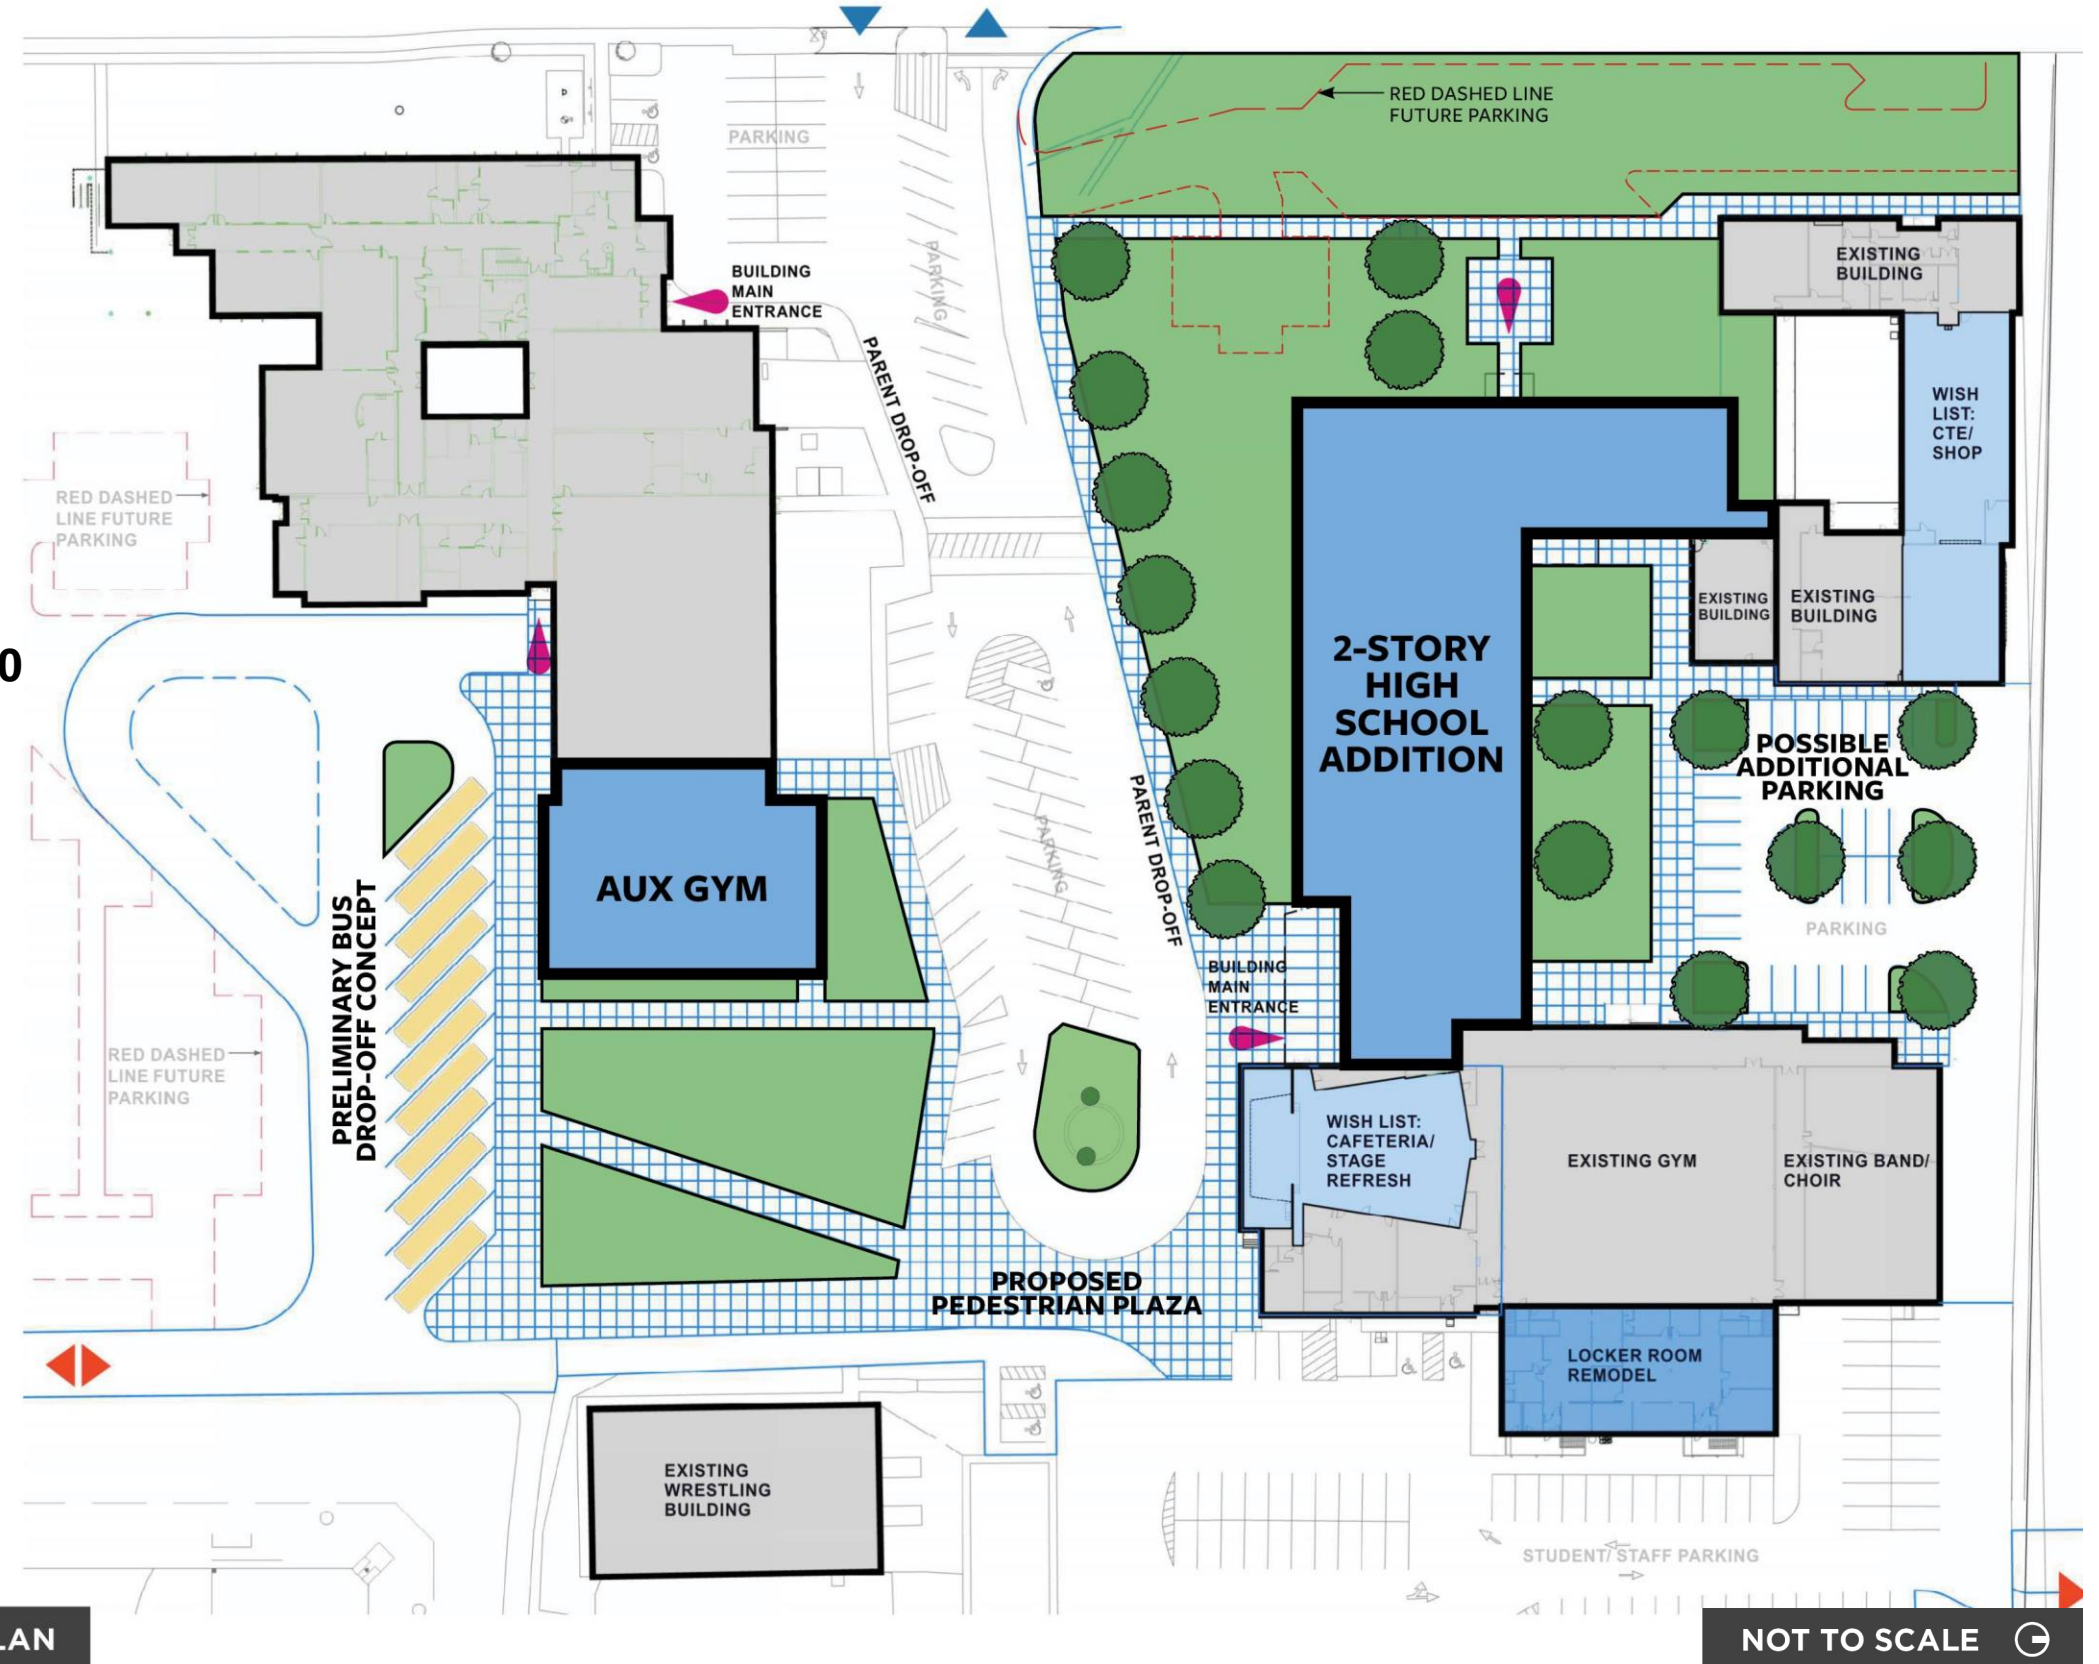 RED DASHED LINE
FUTURE PARKING
PARKING
PARKING
BUILDING
MAIN
ENTRANCE
EXISTING
BUILDING
PARENT DROP-OFF
WISH
LIST:
CTE/
SHOP
RED DASHED
LINE FUTURE
PARKING
0
2-STORY
HIGH
SCHOOL
ADDITION
EXISTING
BUILDING
EXISTING
BUILDING
POSSIBLE
ADDITIONAL
PARKING
PARKING
PARENT DROP-OFF
AUX GYM
PRELIMINARY BUS
DROP-OFF CONCEPT
PARKING
BUILDING
MAIN
ENTRANCE
RED DASHED
LINE FUTURE
PARKING
WISH LIST:
CAFETERIA/
STAGE
REFRESH
EXISTING GYM
EXISTING BAND/
CHOIR
PROPOSED
PEDESTRIAN PLAZA
LOCKER ROOM
REMODEL
EXISTING
WRESTLING
BUILDING
STUDENT/ STAFF PARKING
LAN
NOT TO SCALE